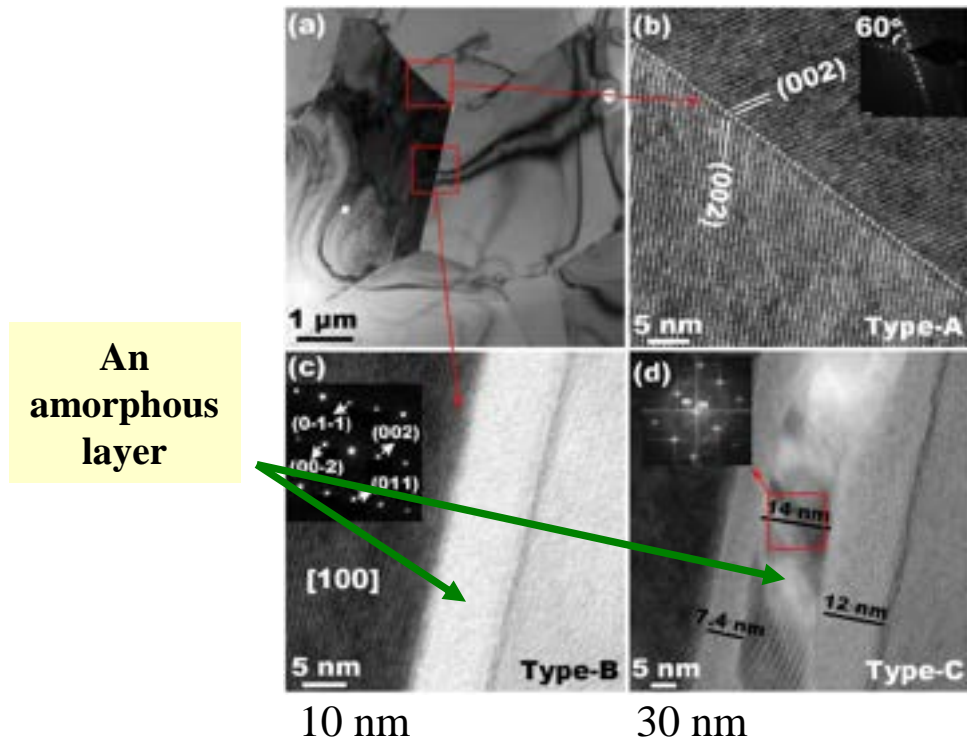 (a)
1 μm
(b)
60°
(002)
(002)
5 nm
Type-A
An
amorphous
layer
(c)
(0-1-1)
(002)
(00-2)
(011)
[100]
5 nm
Type-B
(d)
14 nm
12 nm
7.4 nm
5 nm
Type-C
10 nm
30 nm